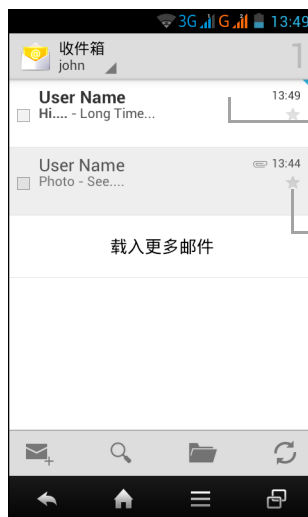 3G G 13:49
收件箱
john
1
User Name 13:49
Hi.... - Long Time...
User Name 13:44
Photo - See....
载入更多邮件